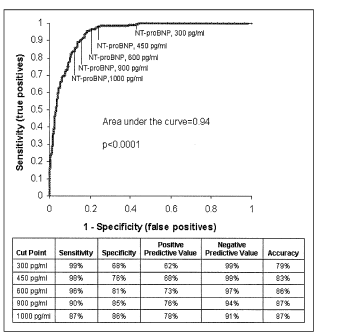 1
0.9
0.8
0.7
0.6
0.5
0.4
0.3
0.2
0.1
0
Sensitivity (true positives)
NT-proBNP, 300 pg/ml
NT-proBNP, 450 pg/ml
NT-proBNP, 600 pg/ml
NT-proBNP, 900 pg/ml
NT-proBNP,1000 pg/ml
Area under the curve=0.94
p<0.0001
0 0.2 0.4 0.6 0.8 1
1 - Specificity (false positives)
Cut Point Sensitivity Specificity Positive Predictive Value Negative Predictive Value Accuracy
300 pg/ml 99% 68% 62% 99% 79%
450 pg/ml 98% 76% 68% 99% 83%
600 pg/ml 96% 81% 73% 97% 86%
900 pg/ml 90% 85% 76% 94% 87%
1000 pg/ml 87% 86% 78% 91% 87%